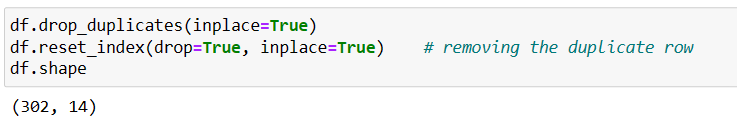 df.drop_duplicates(inplace=True)
df.reset_index(drop=True, inplace=True)    # removing the duplicate row
df.shape
(302, 14)